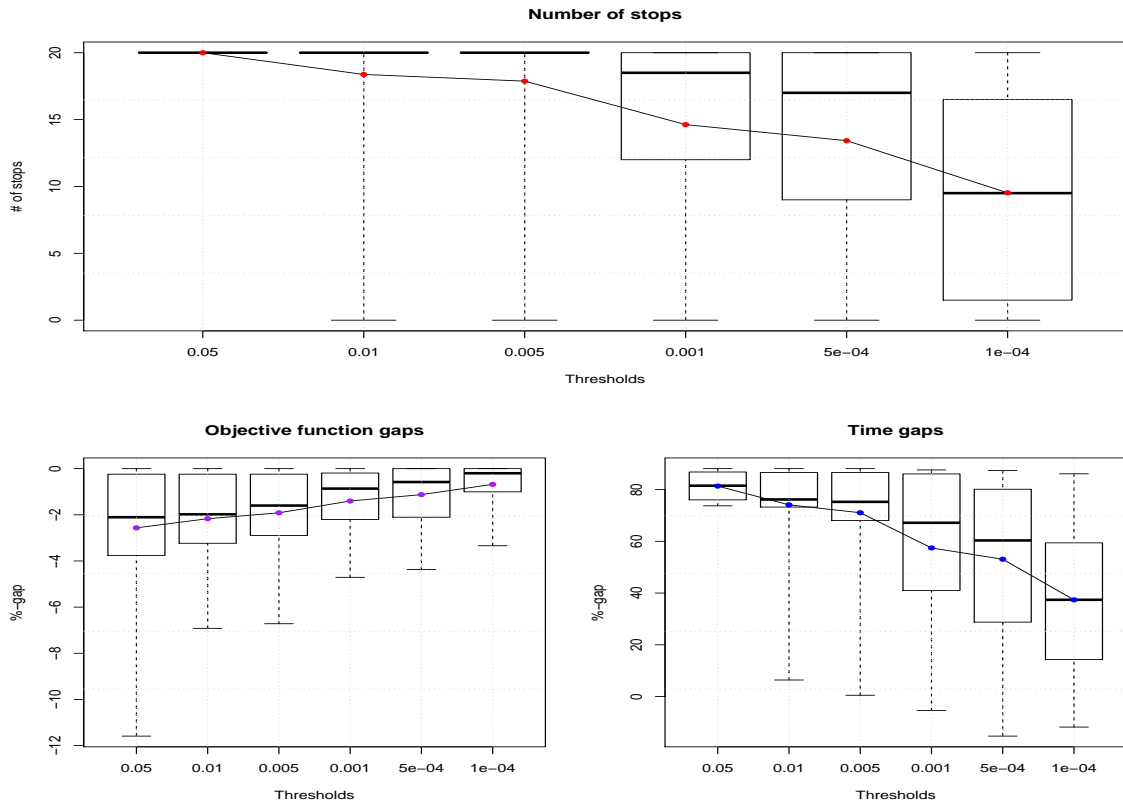 Number of stops
# of stops
20
15
10
5
0
0.05 0.01 0.005 0.001 5e−04 1e−04
Thresholds
Objective function gaps
%−gap
0
−2
−4
−6
−8
−10
−12
0.05 0.01 0.005 0.001 5e−04 1e−04
Thresholds
Time gaps
%−gap
80
60
40
20
0
0.05 0.01 0.005 0.001 5e−04 1e−04
Thresholds